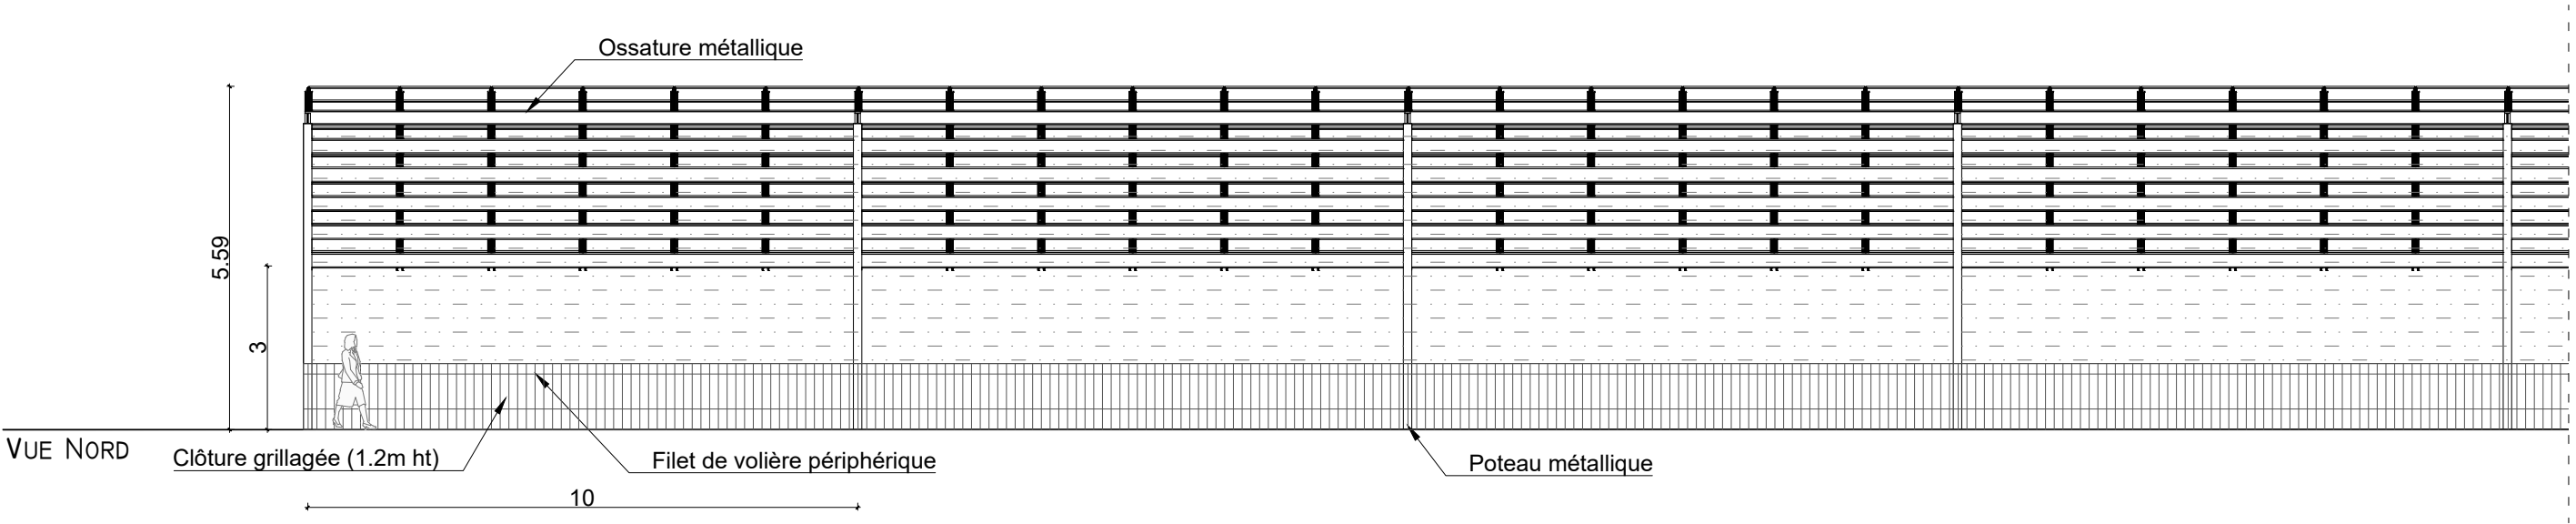 Ossature métallique
5.59
3
VUE NORD
Clôture grillagée (1.2m ht)
Filet de volière périphérique
Poteau métallique
10